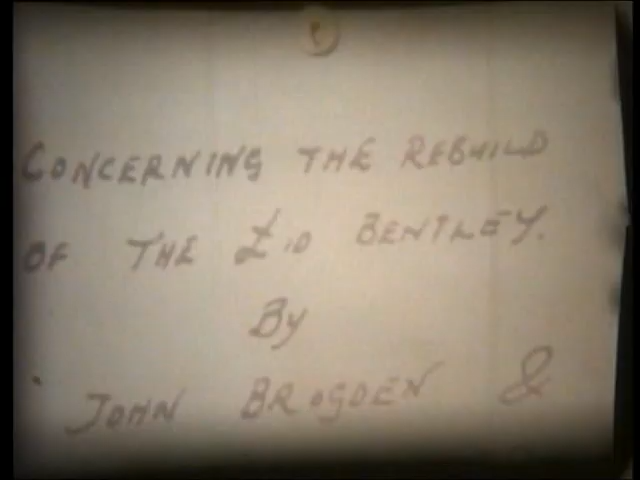 CONCERNING THE REBUILD
OF THE £10 BENTLEY.
By
JOHN BROGDEN &